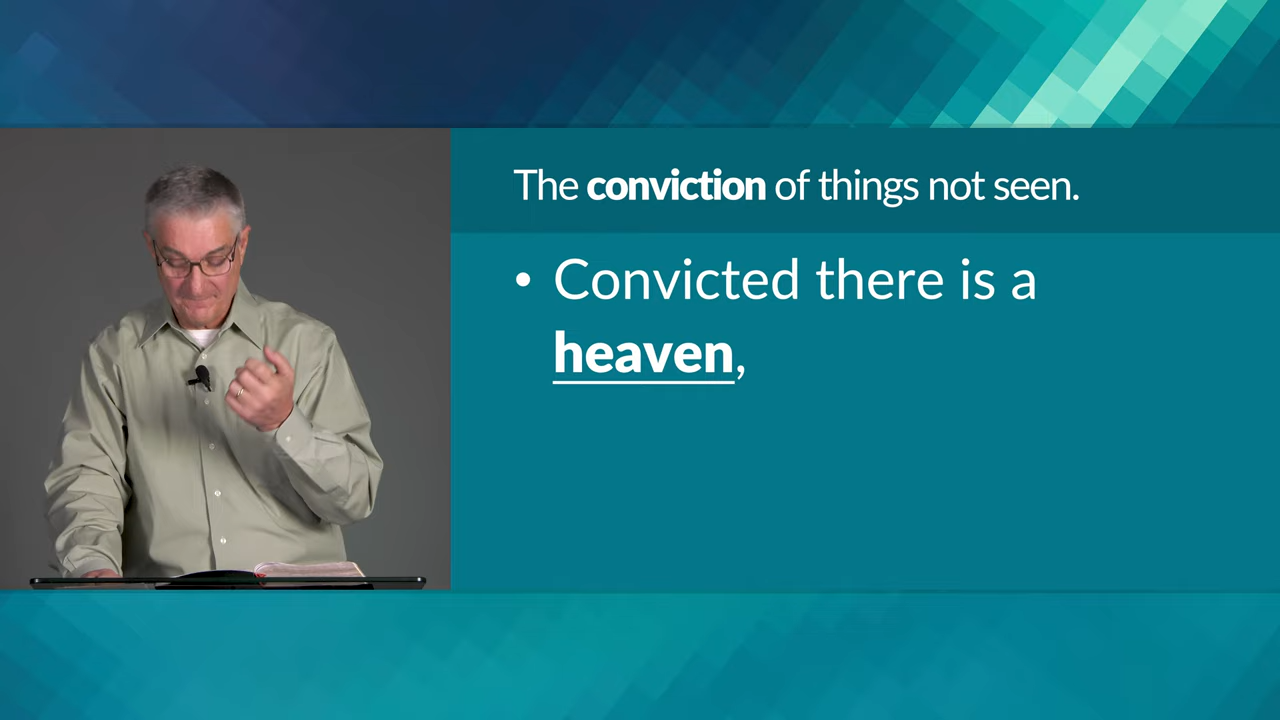 The conviction of things not seen.
• Convicted there is a
heaven,